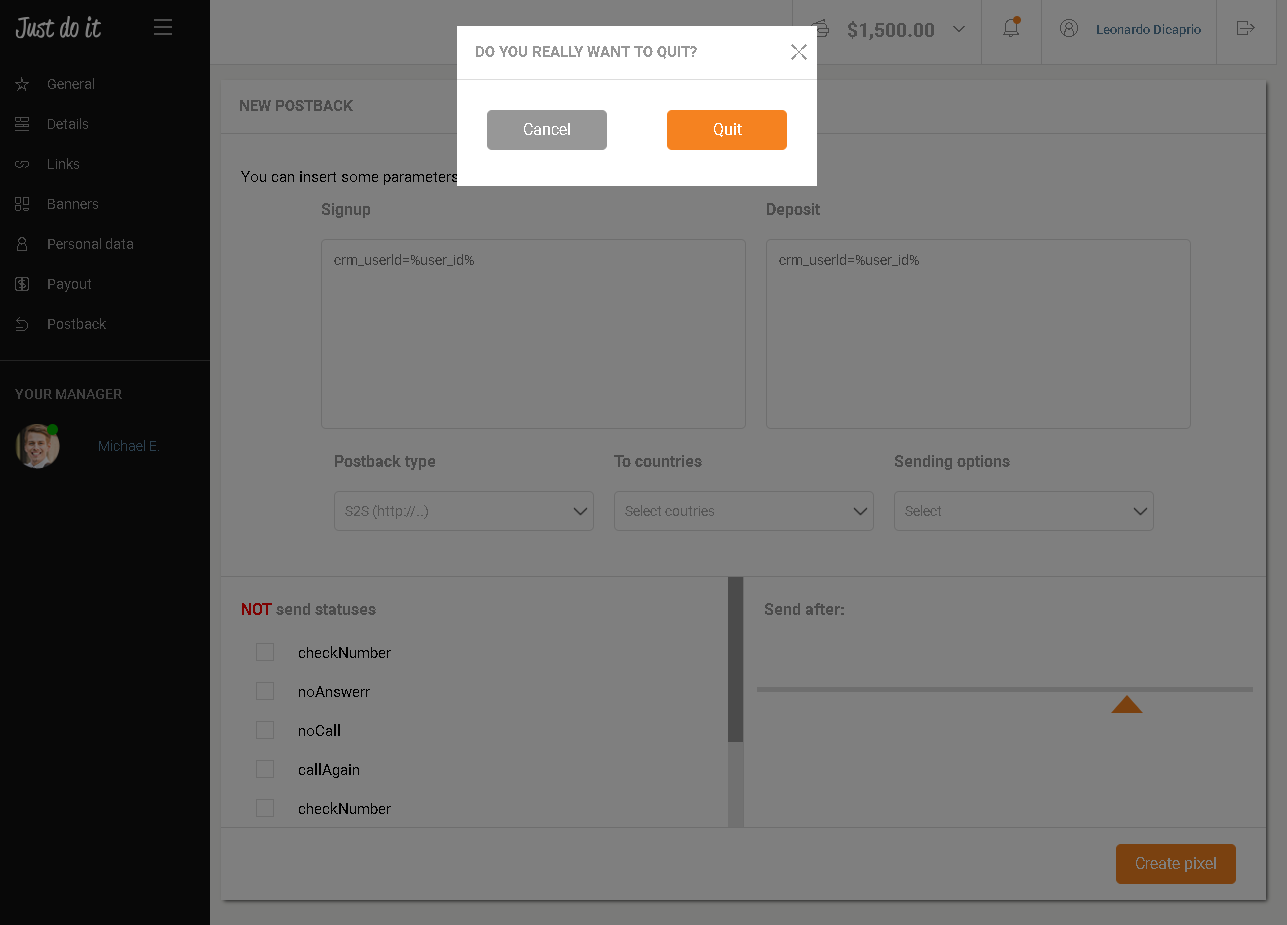 Just do it
General
Details
Links
Banners
Personal data
Payout
Postback
YOUR MANAGER
Michael E.
$1,500.00
Leonardo Dicaprio
DO YOU REALLY WANT TO QUIT?
Cancel
Quit
NEW POSTBACK
You can insert some parameters
Signup
Deposit
crm_userId=%user_id%
crm_userId=%user_id%
Postback type
To countries
Sending options
S2S (http://...)
Select coutries
Select
NOT send statuses
Send after:
checkNumber
noAnswerr
noCall
callAgain
checkNumber
Create pixel